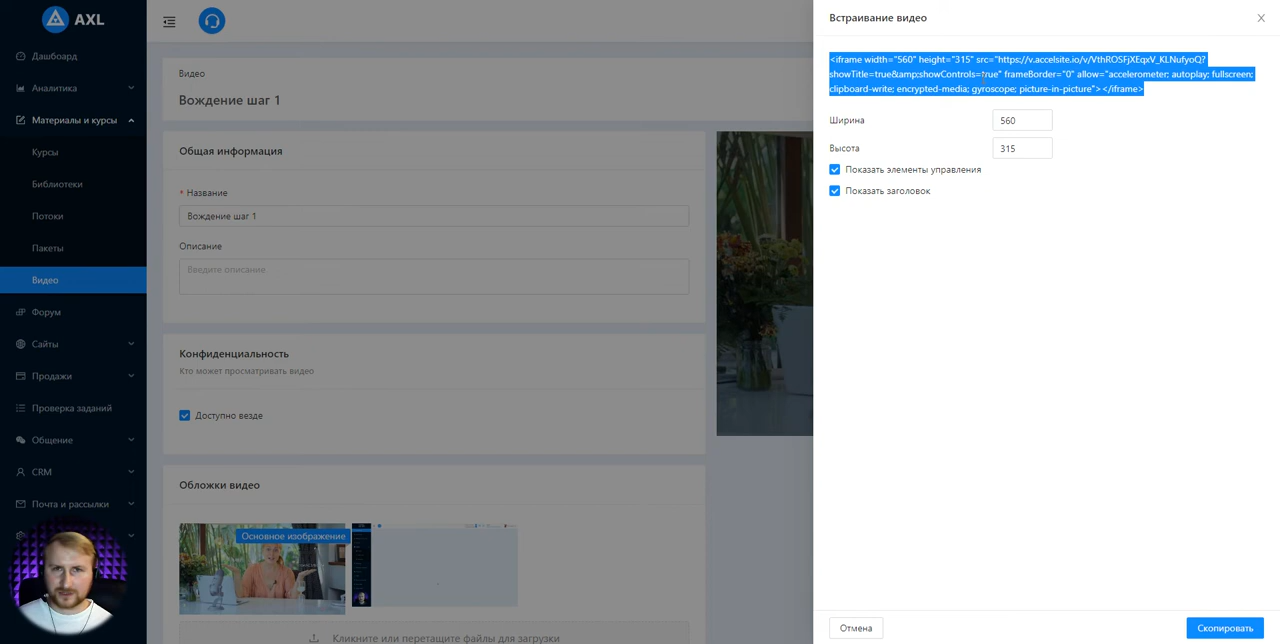 AXL
Дашбоард
Аналитика
Материалы и курсы
Курсы
Библиотеки
Потоки
Пакеты
Видео
Форум
Сайты
Продажи
Проверка заданий
Общение
CRM
Почта и рассылки
Видео
Вождение шаг 1
Общая информация
* Название
Вождение шаг 1
Описание
Введите описание
Конфиденциальность
Кто может просматривать видео
Доступно везде
Обложки видео
Основное изображение
Кликните или перетащите файлы для загрузки
Встраивание видео
<iframe width="560" height="315" src="https://v.accelsite.io/v/VthROSFjXEqxV_KLNufyoQ?
showTitle=true&amp;showControls=true" frameBorder="0" allow="accelerometer; autoplay; fullscreen;
clipboard-write; encrypted-media; gyroscope; picture-in-picture"></iframe>
Ширина
560
Высота
315
Показать элементы управления
Показать заголовок
Отмена
Скопировать